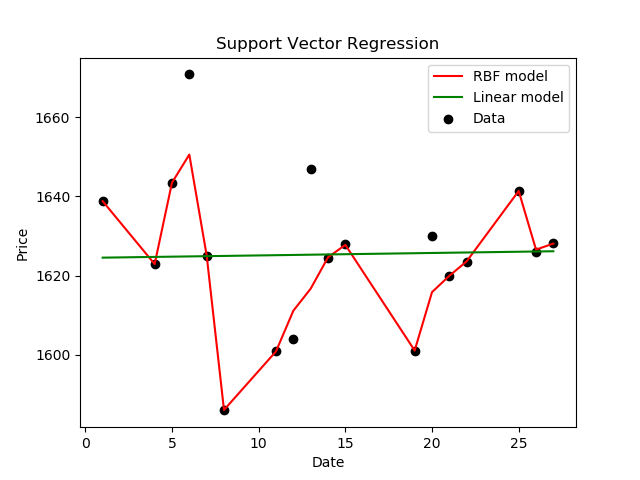 Support Vector Regression
RBF model
Linear model
Data
1660
1640
1620
1600
Price
0
5
10
15
20
25
Date